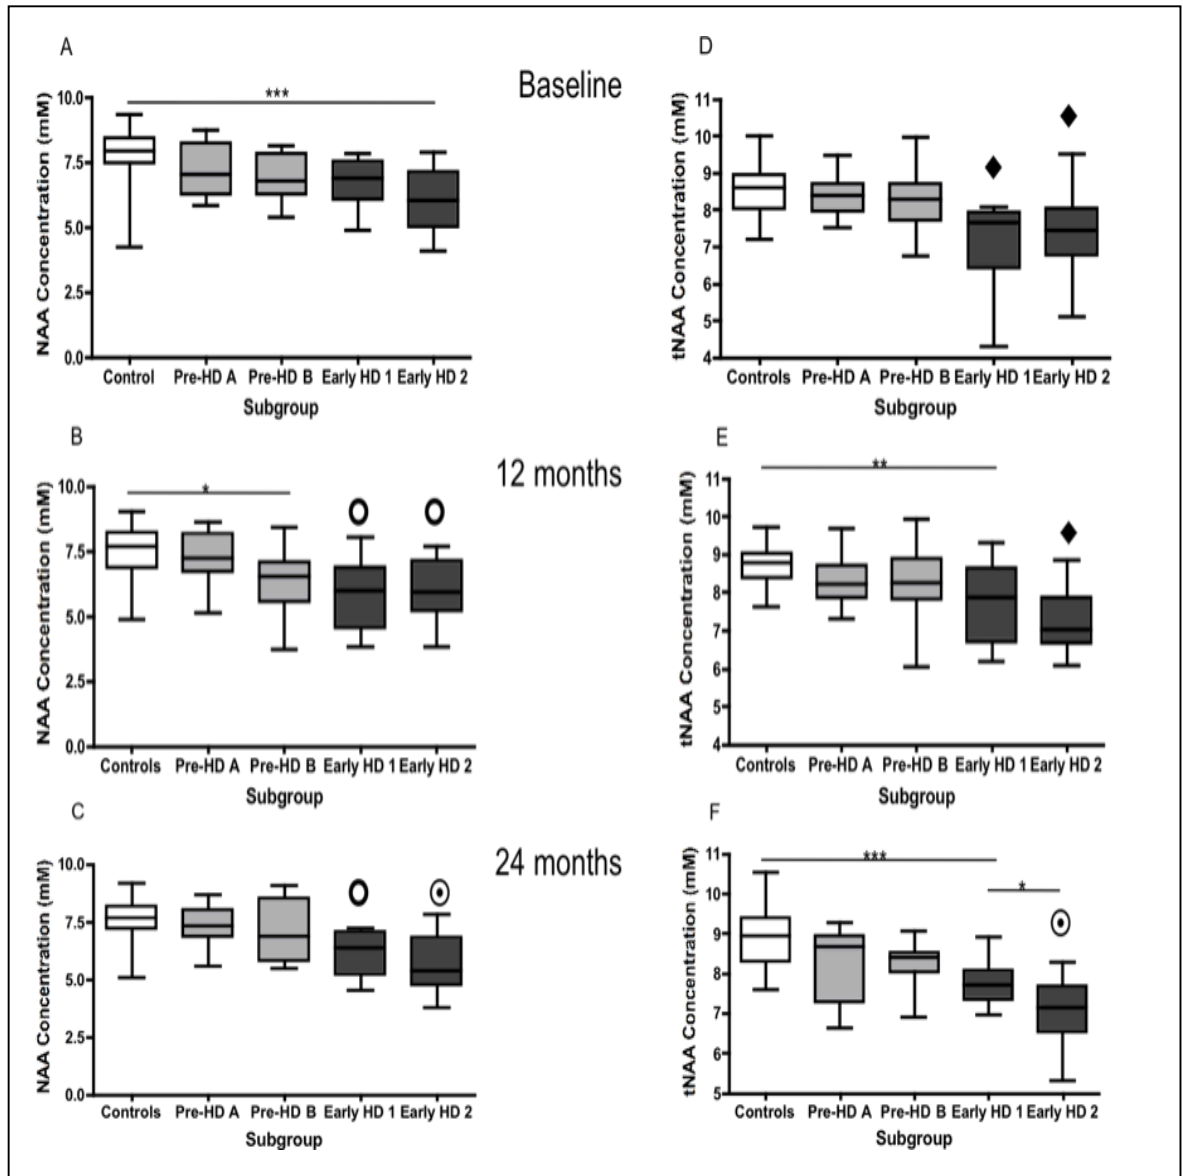 A
Baseline
NAA Concentration (mM)
10.0
7.5
5.0
2.5
0.0
***
Control Pre-HD A Pre-HD B Early HD 1 Early HD 2
Subgroup
D
tNAA Concentration (mM)
11
10
9
8
7
6
5
4
Controls Pre-HD A Pre-HD B Early HD 1 Early HD 2
Subgroup
B
12 months
NAA Concentration (mM)
10.0
7.5
5.0
2.5
0.0
*
Controls Pre-HD A Pre-HD B Early HD 1 Early HD 2
Subgroup
E
tNAA Concentration (mM)
11
10
9
8
7
6
5
4
**
Controls Pre-HD A Pre-HD B Early HD 1 Early HD 2
Subgroup
C
24 months
NAA Concentration (mM)
10.0
7.5
5.0
2.5
0.0
Controls Pre-HD A Pre-HD B Early HD 1 Early HD 2
Subgroup
F
tNAA Concentration (mM)
11
10
9
8
7
6
5
***
*
Controls Pre-HD A Pre-HD B Early HD 1 Early HD 2
Subgroup